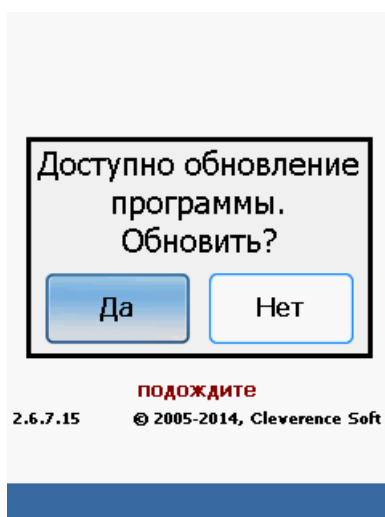 Доступно обновление
программы.
Обновить?
Да Нет
подождите
2.6.7.15 © 2005-2014, Cleverence Soft